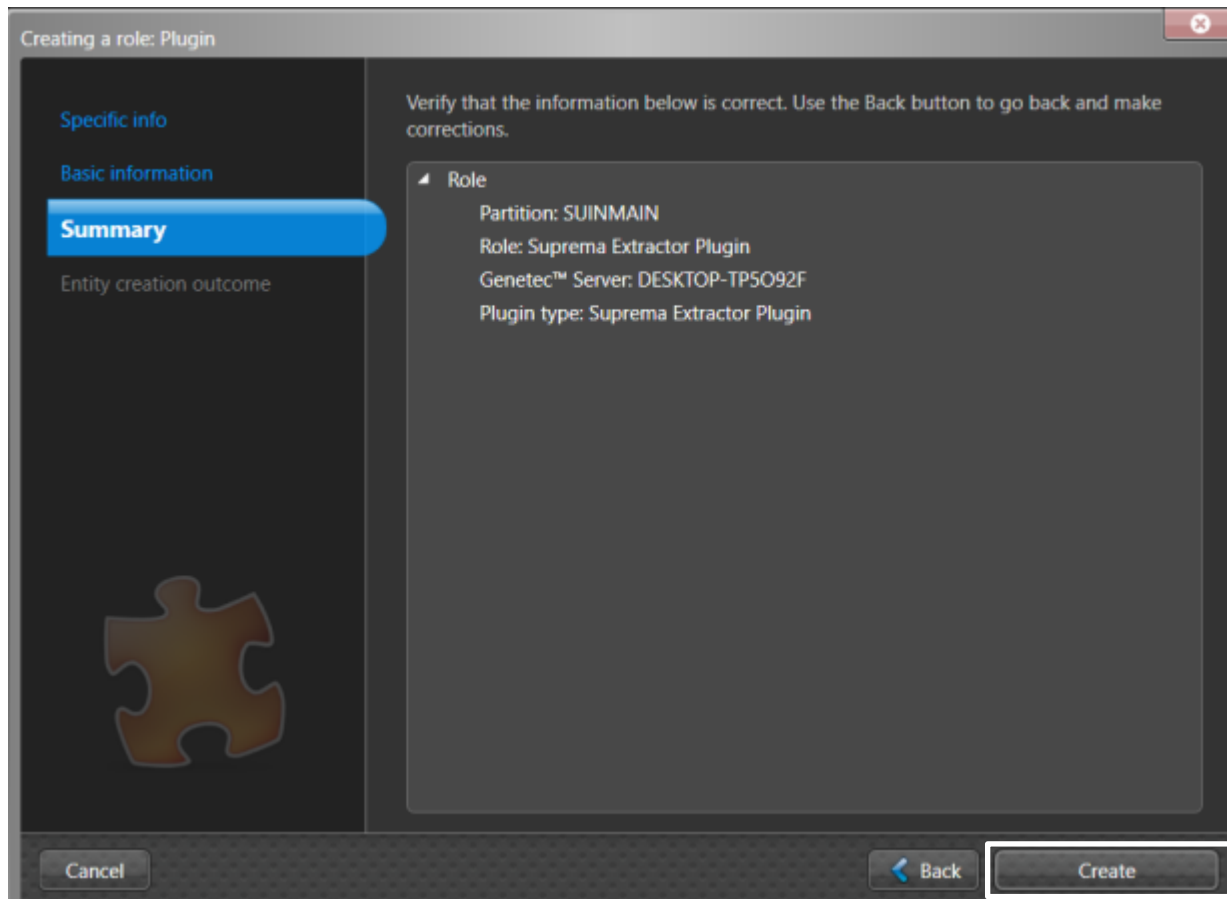 Creating a role: Plugin
Specific info
Basic information
Summary
Entity creation outcome
Verify that the information below is correct. Use the Back button to go back and make
corrections.
Role
Partition: SUINMAIN
Role: Suprema Extractor Plugin
Genetec™ Server: DESKTOP-TP5O92F
Plugin type: Suprema Extractor Plugin
Cancel
Back
Create